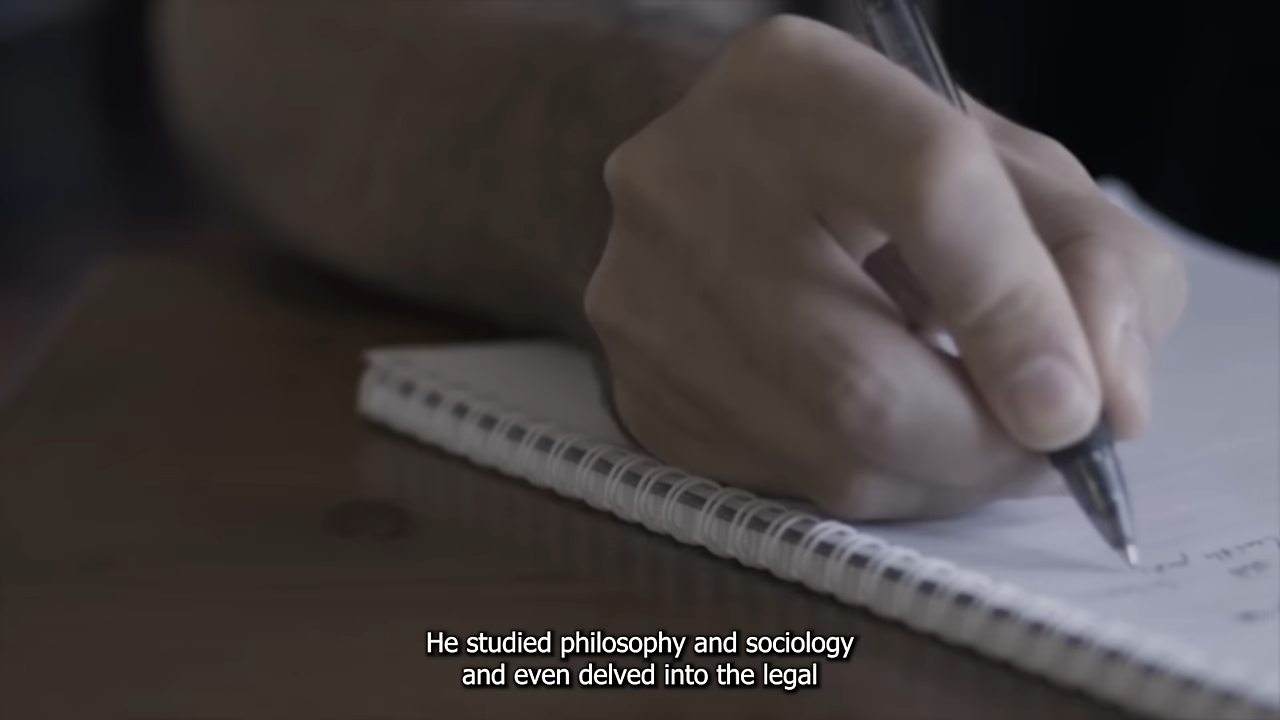 He studied philosophy and sociology
and even delved into the legal